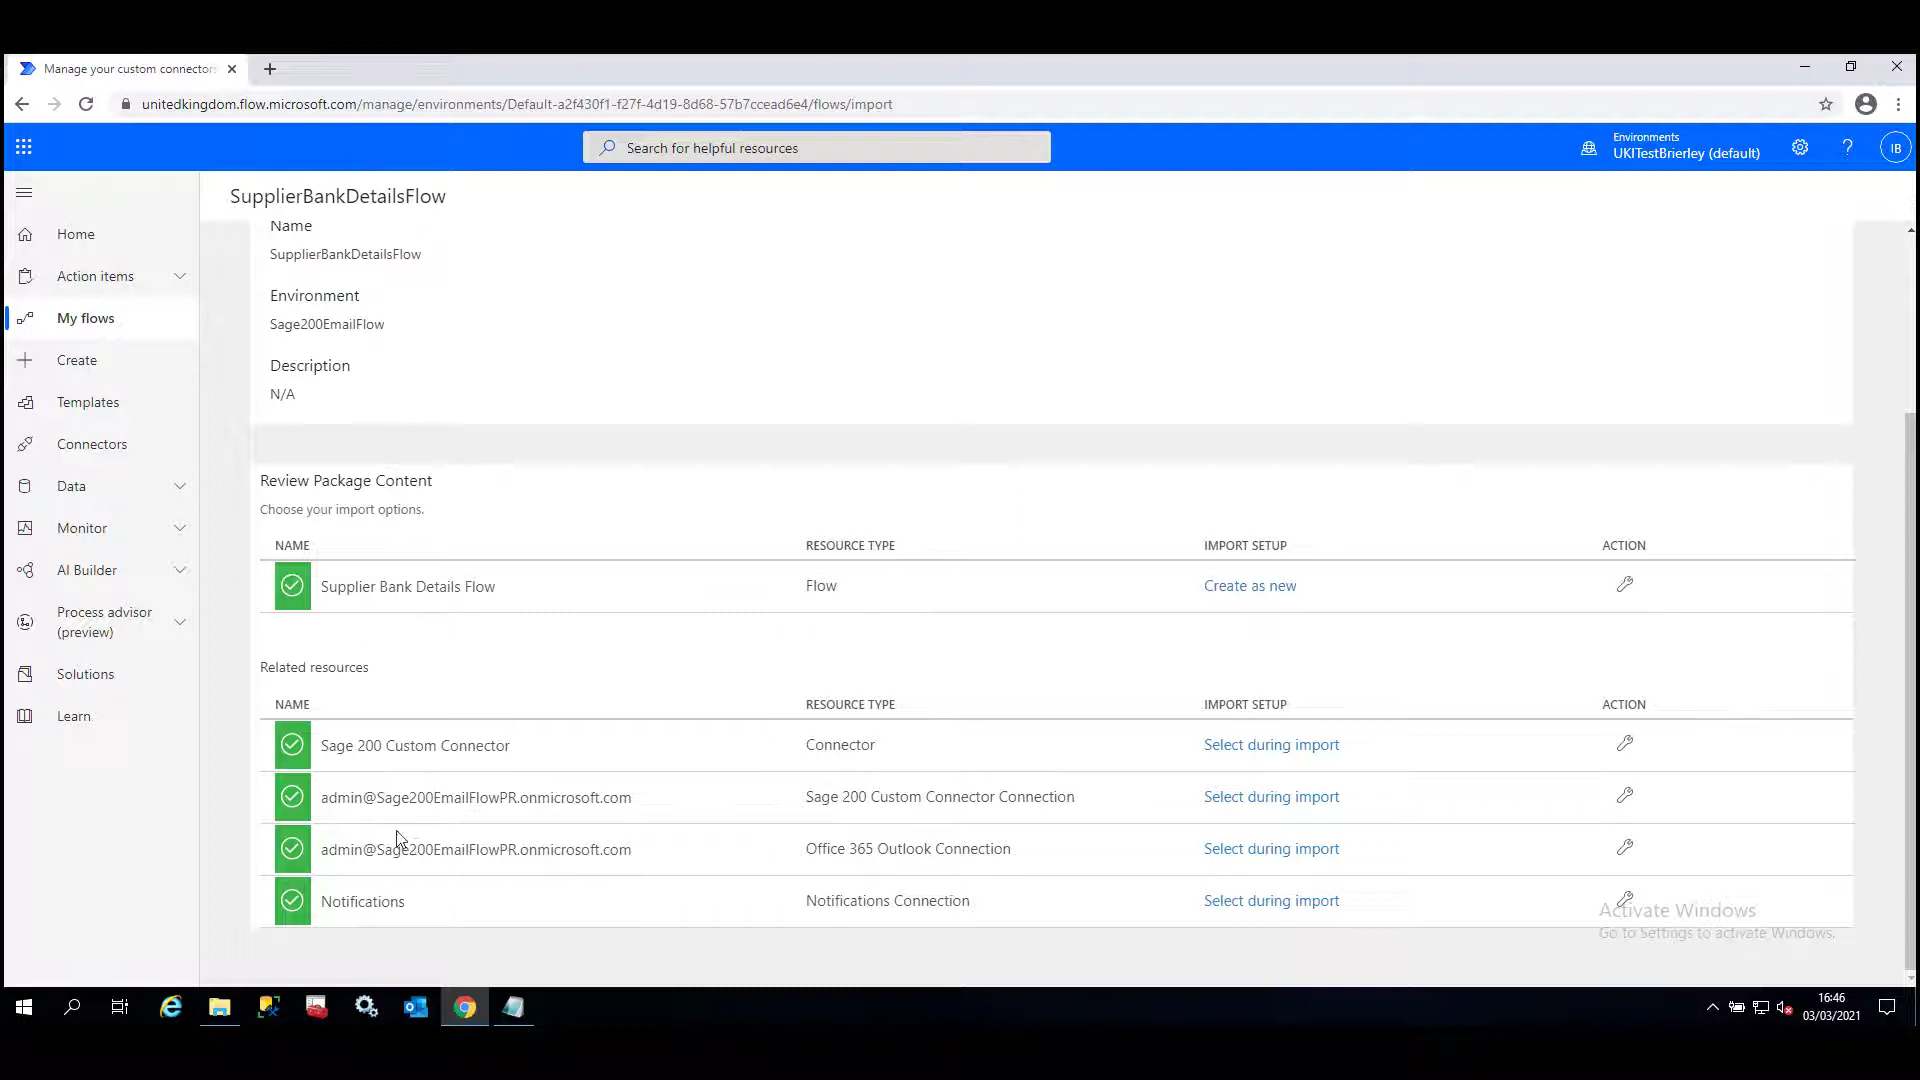 Manage your custom connectors
unitedkingdom.flow.microsoft.com/manage/environments/Default-a2f430f1-f27f-4d19-8d68-57b7ccead6e4/flows/import
Search for helpful resources
Environments
UKITestBrierley (default)
?
IB
SupplierBankDetailsFlow
Home
Action items
My flows
Create
Templates
Connectors
Data
Monitor
AI Builder
Process advisor
(preview)
Solutions
Learn
Name
SupplierBankDetailsFlow
Environment
Sage200EmailFlow
Description
N/A
Review Package Content
Choose your import options.
NAME RESOURCE TYPE IMPORT SETUP ACTION
Supplier Bank Details Flow Flow Create as new
Related resources
NAME RESOURCE TYPE IMPORT SETUP ACTION
Sage 200 Custom Connector Connector Select during import
admin@Sage200EmailFlowPR.onmicrosoft.com Sage 200 Custom Connector Connection Select during import
admin@Sage200EmailFlowPR.onmicrosoft.com Office 365 Outlook Connection Select during import
Notifications Notifications Connection Select during import
Activate Windows
Go to Settings to activate Windows.
16:46
03/03/2021